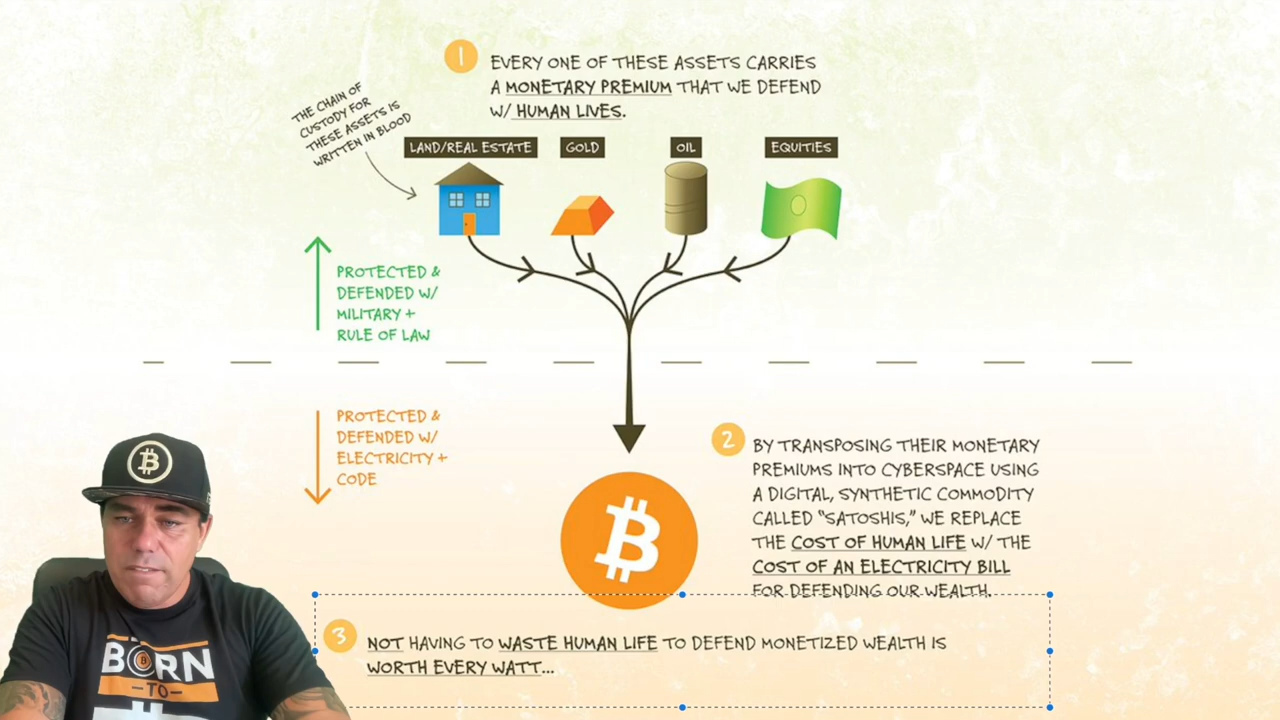 1
EVERY ONE OF THESE ASSETS CARRIES
A MONETARY PREMIUM THAT WE DEFEND
W/ HUMAN LIVES.
THE CHAIN OF
CUSTODY FOR
THESE ASSETS IS
WRITTEN IN BLOOD
LAND/REAL ESTATE
GOLD
OIL
EQUITIES
PROTECTED &
DEFENDED W/
MILITARY +
RULE OF LAW
PROTECTED &
DEFENDED W/
ELECTRICITY +
CODE
2
BY TRANSPOSING THEIR MONETARY
PREMIUMS INTO CYBERSPACE USING
A DIGITAL, SYNTHETIC COMMODITY
CALLED "SATOSHIS," WE REPLACE
THE COST OF HUMAN LIFE W/ THE
COST OF AN ELECTRICITY BILL
FOR DEFENDING OUR WEALTH.
3
NOT HAVING TO WASTE HUMAN LIFE TO DEFEND MONETIZED WEALTH IS
WORTH EVERY WATT...
BORN
-TO-